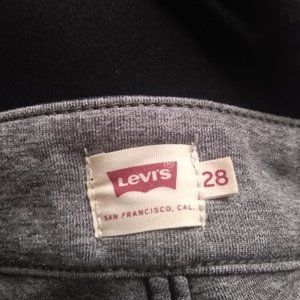 Levi's
28
SAN FRANCISCO, CAL.